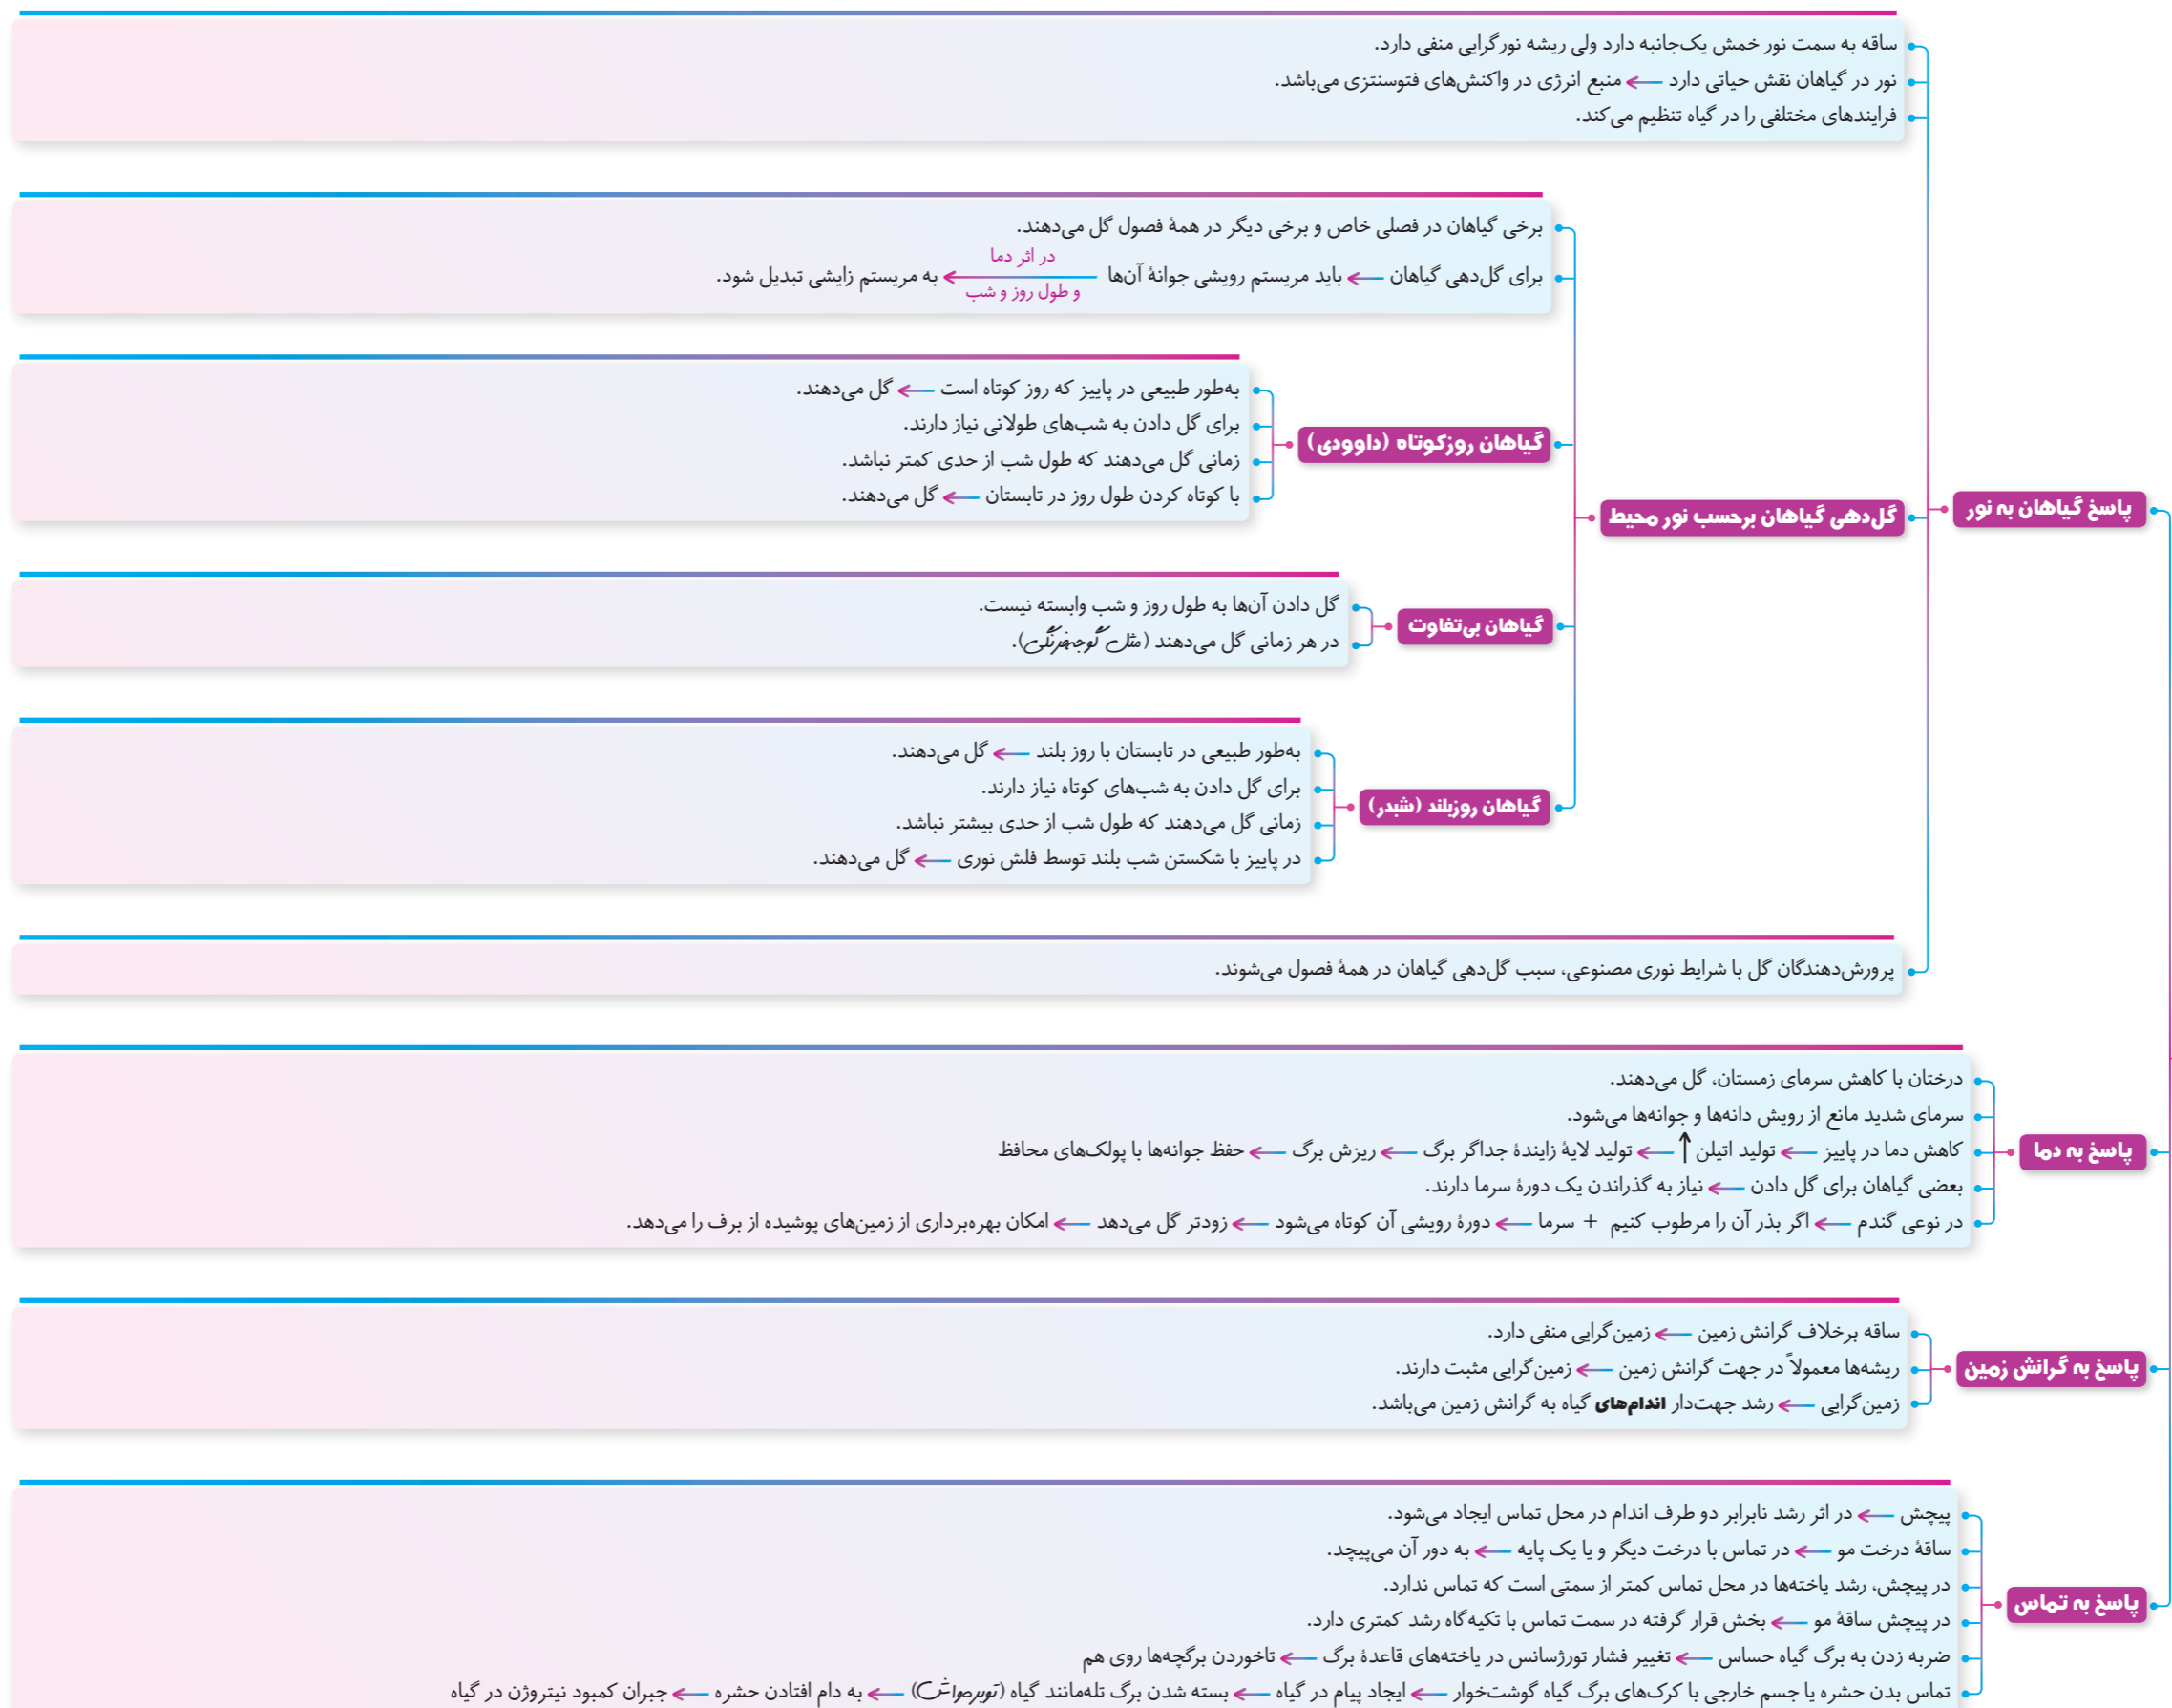 ساقه به سمت نور خمش یک‌جانبه دارد ولی ریشه نورگرایی منفی دارد.
نور در گیاهان نقش حیاتی دارد ← منبع انرژی در واکنش‌های فتوسنتزی می‌باشد.
فرایندهای مختلفی را در گیاه تنظیم می‌کند.
برخی گیاهان در فصلی خاص و برخی دیگر در همهٔ فصول گل می‌دهند.
در اثر دما
برای گل‌دهی گیاهان ← باید مریستم رویشی جوانهٔ آن‌ها ← به مریستم زایشی تبدیل شود.
و طول روز و شب
به‌طور طبیعی در پاییز که روز کوتاه است ← گل می‌دهند.
برای گل دادن به شب‌های طولانی نیاز دارند.
گیاهان روزکوتاه (داوودی)
زمانی گل می‌دهند که طول شب از حدی کمتر نباشد.
با کوتاه کردن طول روز در تابستان ← گل می‌دهند.
پاسخ گیاهان به نور
گل‌دهی گیاهان برحسب نور محیط
گل دادن آن‌ها به طول روز و شب وابسته نیست.
گیاهان بی‌تفاوت
در هر زمانی گل می‌دهند (مثل گوجه‌فرنگی).
به‌طور طبیعی در تابستان با روز بلند ← گل می‌دهند.
برای گل دادن به شب‌های کوتاه نیاز دارند.
گیاهان روزبلند (شبدر)
زمانی گل می‌دهند که طول شب از حدی بیشتر نباشد.
در پاییز با شکستن شب بلند توسط فلش نوری ← گل می‌دهند.
پرورش‌دهندگان گل با شرایط نوری مصنوعی، سبب گل‌دهی گیاهان در همهٔ فصول می‌شوند.
درختان با کاهش سرمای زمستان، گل می‌دهند.
سرمای شدید مانع از رویش دانه‌ها و جوانه‌ها می‌شود.
پاسخ به دما
کاهش دما در پاییز ← تولید اتیلن ↑ ← تولید لایهٔ زایندهٔ جداگر برگ ← ریزش برگ ← حفظ جوانه‌ها با پولک‌های محافظ
بعضی گیاهان برای گل دادن ← نیاز به گذراندن یک دورهٔ سرما دارند.
در نوعی گندم ← اگر بذر آن را مرطوب کنیم + سرما ← دورهٔ رویشی آن کوتاه می‌شود ← زودتر گل می‌دهد ← امکان بهره‌برداری از زمین‌های پوشیده از برف را می‌دهد.
ساقه برخلاف گرانش زمین ← زمین‌گرایی منفی دارد.
پاسخ به گرانش زمین
ریشه‌ها معمولاً در جهت گرانش زمین ← زمین‌گرایی مثبت دارند.
زمین‌گرایی ← رشد جهت‌دار اندام‌های گیاه به گرانش زمین می‌باشد.
پیچش ← در اثر رشد نابرابر دو طرف اندام در محل تماس ایجاد می‌شود.
ساقهٔ درخت مو ← در تماس با درخت دیگر و یا یک پایه ← به دور آن می‌پیچد.
در پیچش، رشد یاخته‌ها در محل تماس کمتر از سمتی است که تماس ندارد.
پاسخ به تماس
در پیچش ساقهٔ مو ← بخش قرار گرفته در سمت تماس با تکیه‌گاه رشد کمتری دارد.
ضربه زدن به برگ گیاه حساس ← تغییر فشار تورژسانس در یاخته‌های قاعدهٔ برگ ← تاخوردن برگچه‌ها روی هم
تماس بدن حشره یا جسم خارجی با کرک‌های برگ گیاه گوشت‌خوار ← ایجاد پیام در گیاه ← بسته شدن برگ تله‌مانند گیاه (توبره‌واش) ← به دام افتادن حشره ← جبران کمبود نیتروژن در گیاه